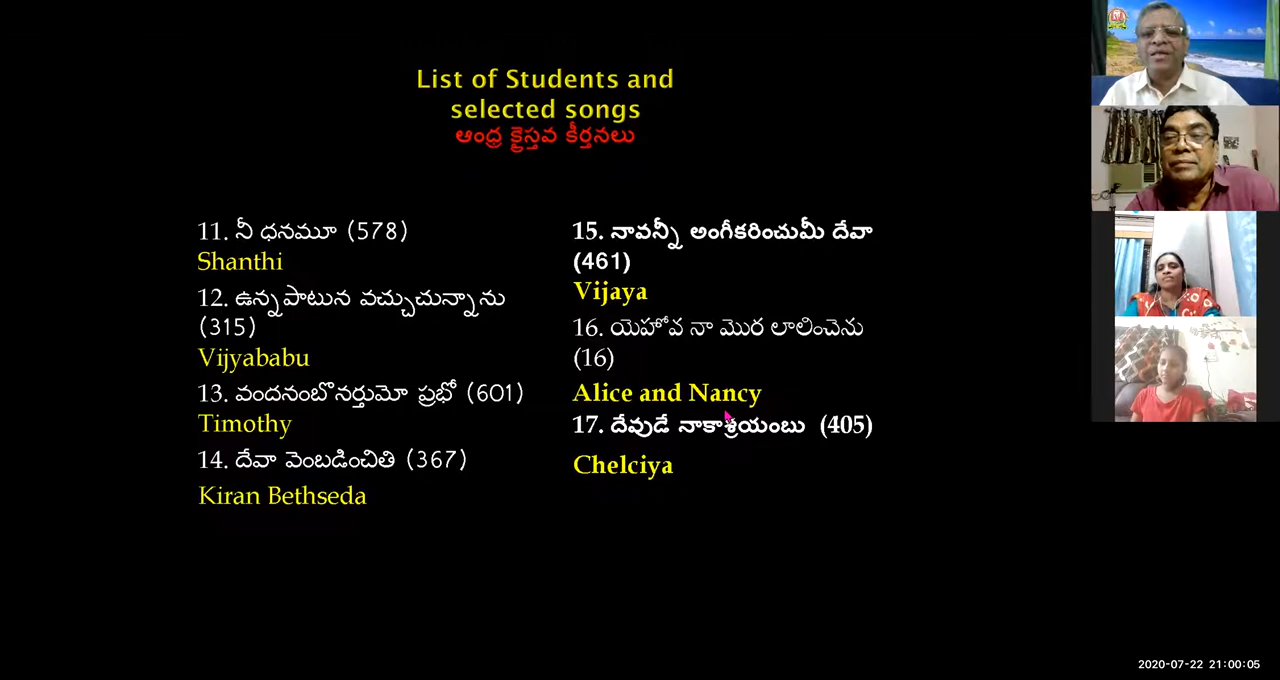 List of Students and
selected songs
ఆంధ్ర క్రైస్తవ కీర్తనలు
11. నీ ధనమూ (578)
Shanthi
12. ఉన్నపాటున వచ్చుచున్నాను
(315)
Vijyababu
13. వందనంబొనర్తుమో ప్రభో (601)
Timothy
14. దేవా వెంబడించితి (367)
Kiran Bethseda
15. నావన్నీ అంగీకరించుమీ దేవా
(461)
Vijaya
16. యెహోవ నా మొర లాలించెను
(16)
Alice and Nancy
17. దేవుడే నాకాశ్రయంబు (405)
Chelciya
2020-07-22 21:00:05